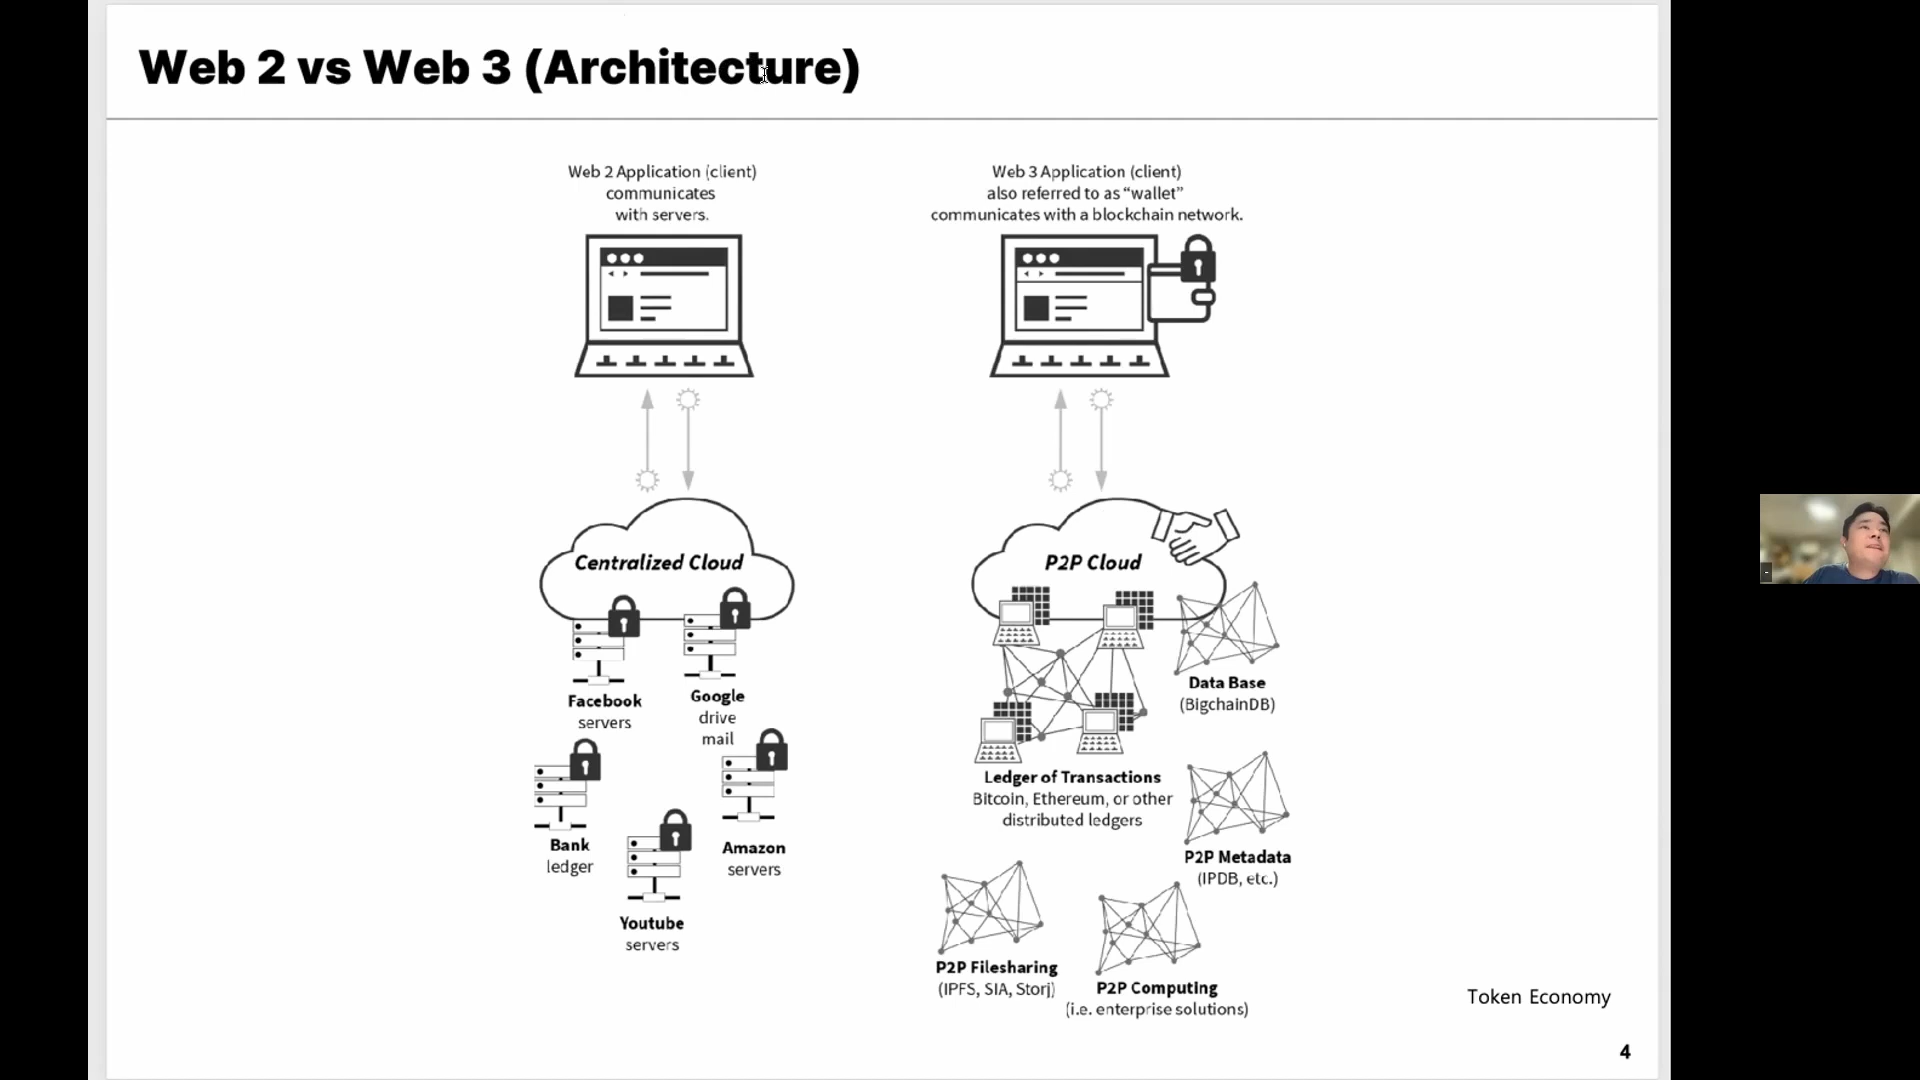 Web 2 vs Web 3 (Architecture)
Web 2 Application (client)
communicates
with servers.
Web 3 Application (client)
also referred to as “wallet”
communicates with a blockchain network.
Centralized Cloud
Facebook
servers
Google
drive
mail
Bank
ledger
Amazon
servers
Youtube
servers
P2P Cloud
Data Base
(BigchainDB)
Ledger of Transactions
Bitcoin, Ethereum, or other
distributed ledgers
P2P Metadata
(IPDB, etc.)
P2P Filesharing
(IPFS, SIA, Storj)
P2P Computing
(i.e. enterprise solutions)
Token Economy
4